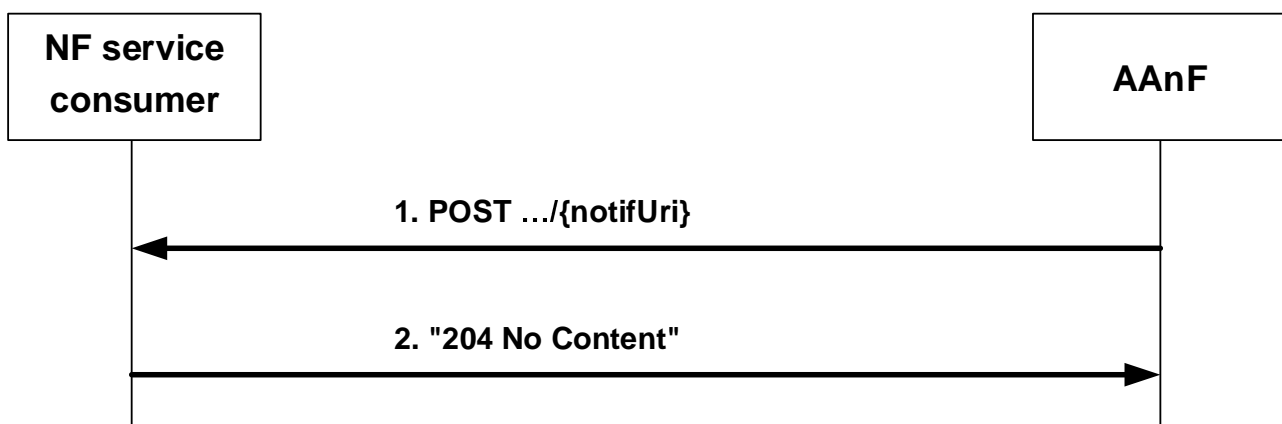 NF service
consumer
AAnF
1. POST …/{notifUri}
2. "204 No Content"